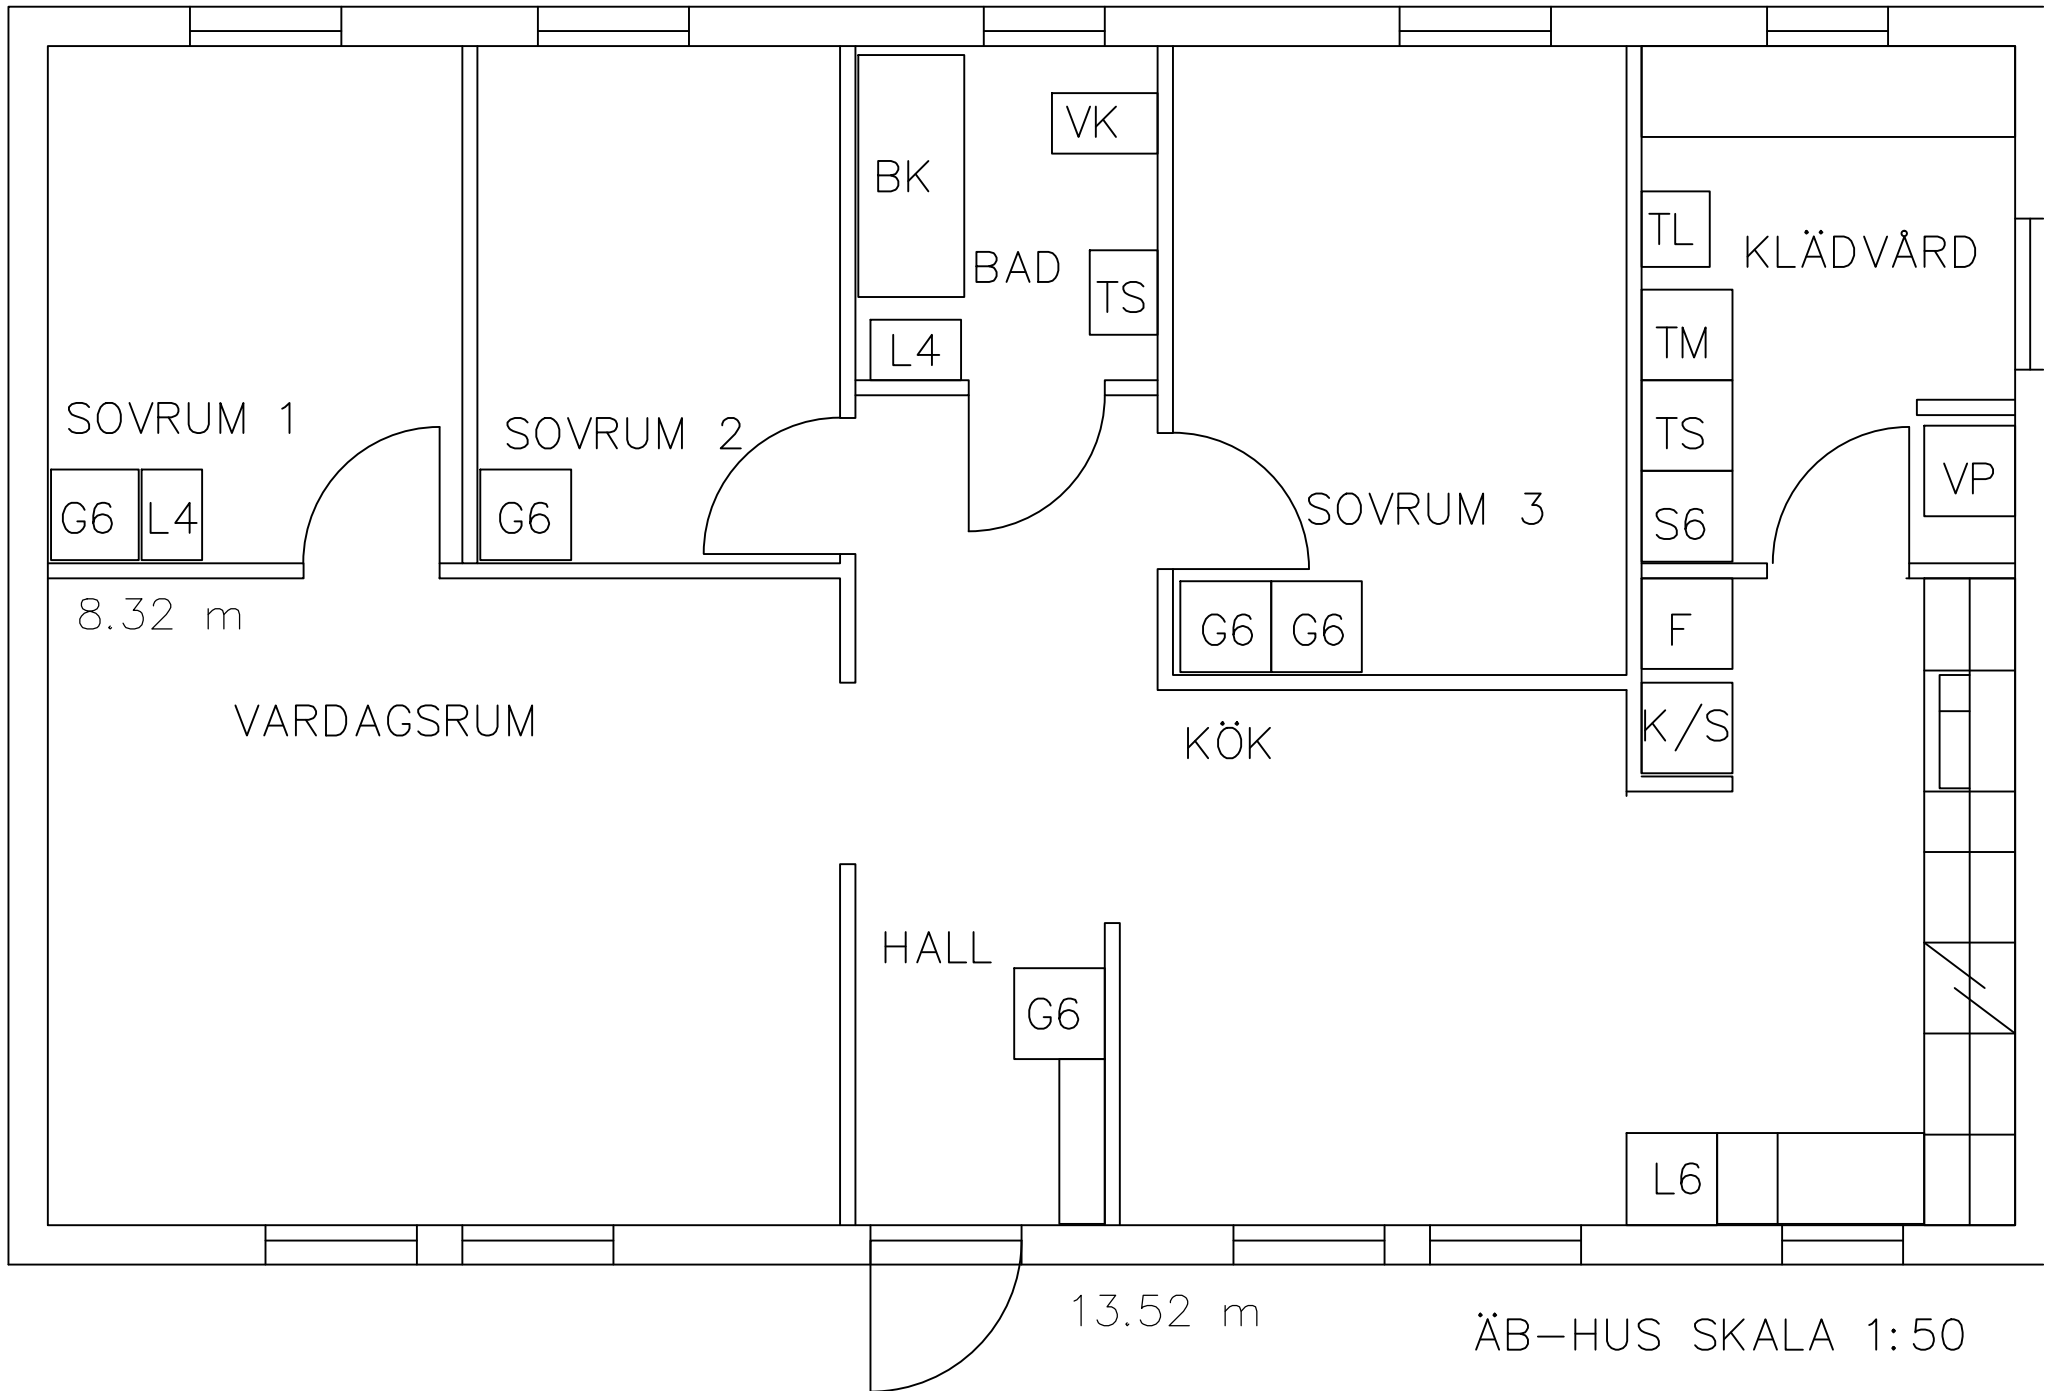 VK
BK
TL
KLÄDVÅRD
BAD
TS
L4
TM
SOVRUM 1
SOVRUM 2
TS
VP
G6
L4
G6
SOVRUM 3
S6
8.32 m
G6
G6
F
VARDAGSRUM
KÖK
K/S
HALL
G6
L6
13.52 m
ÄB-HUS SKALA 1:50